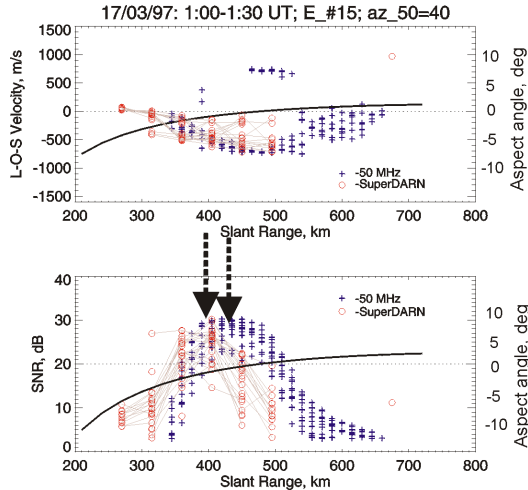 17/03/97: 1:00-1:30 UT; E_#15; az_50=40
L-O-S Velocity, m/s
1500
1000
500
0
-500
-1000
-1500
10
5
0
-5
-10
Aspect angle, deg
-50 MHz
-SuperDARN
200 300 400 500 600 700 800
Slant Range, km
SNR, dB
40
30
20
10
0
10
5
0
-5
-10
Aspect angle, deg
-50 MHz
-SuperDARN
200 300 400 500 600 700 800
Slant Range, km